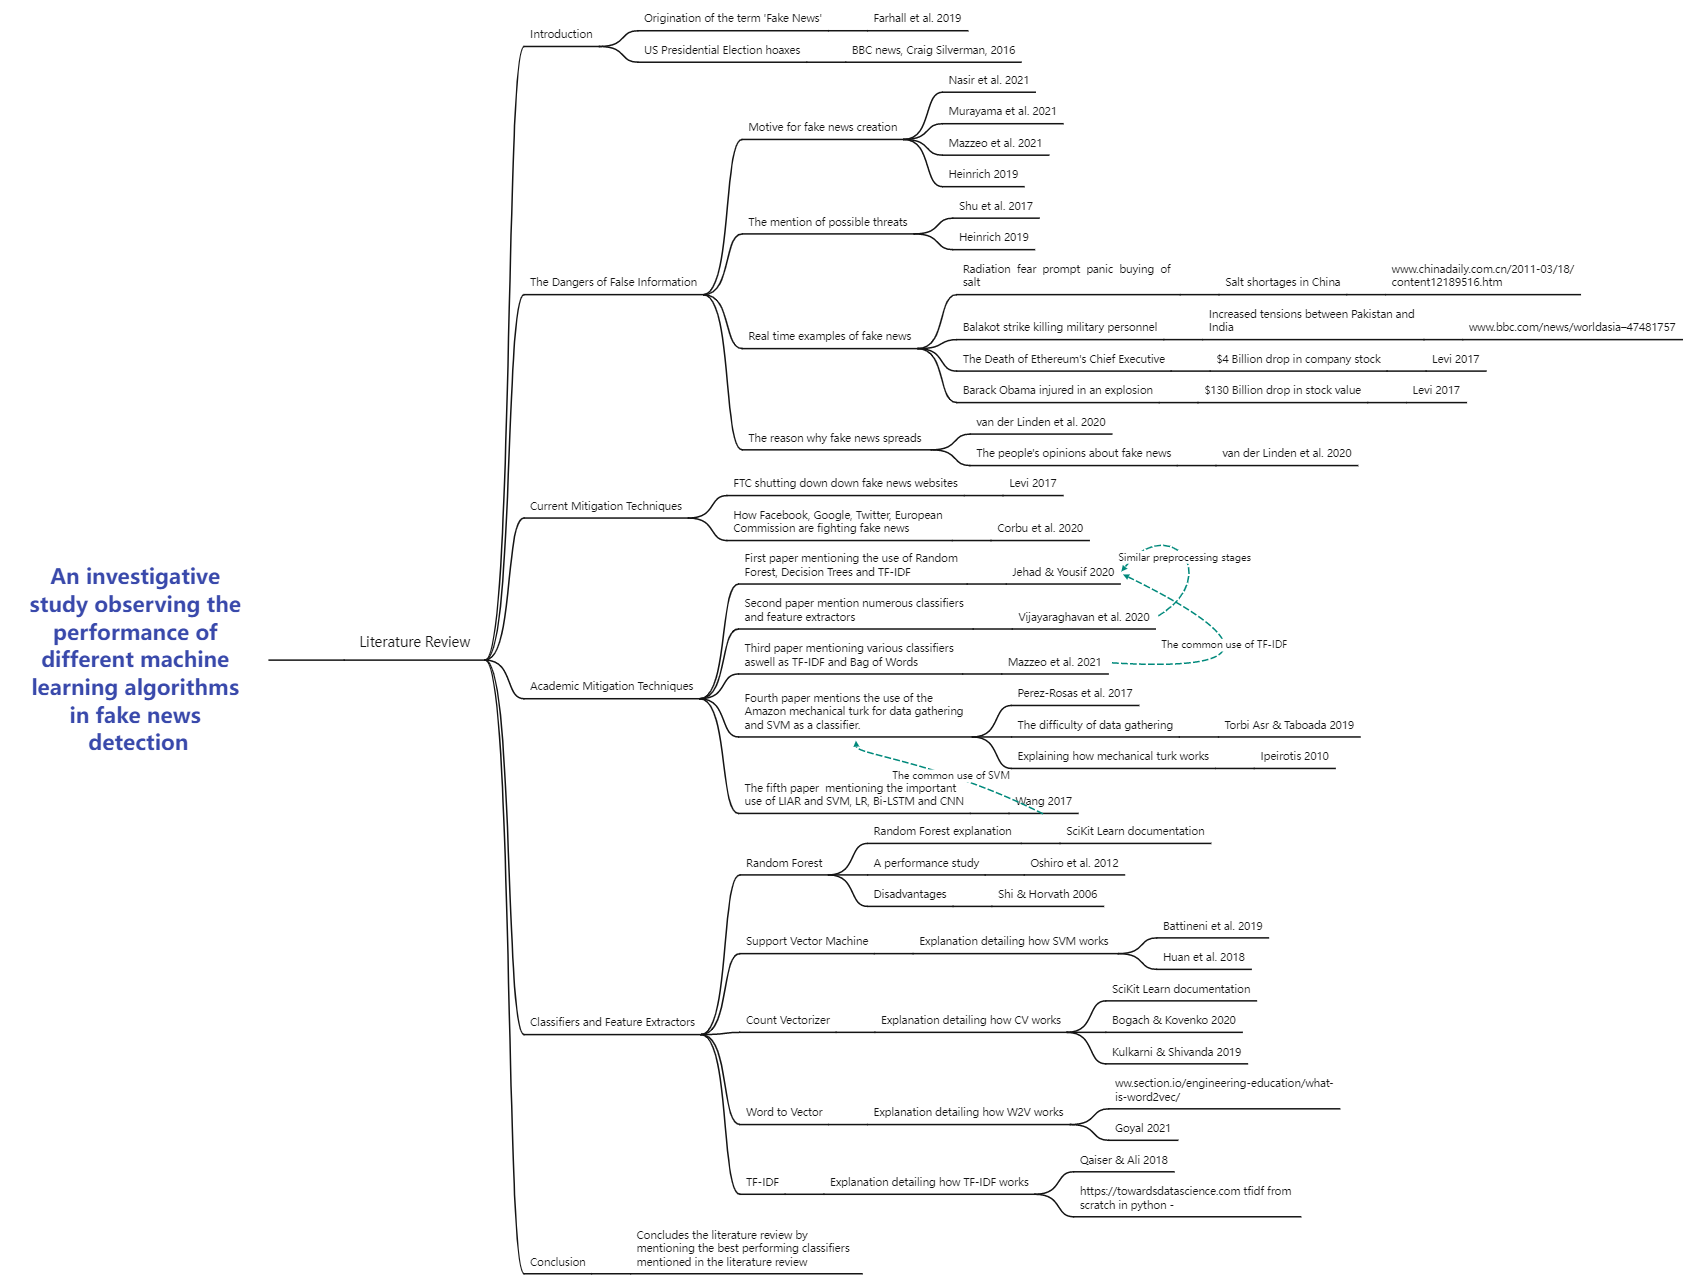 An investigative
study observing the
performance of
different machine
learning algorithms
in fake news
detection
Literature Review
Introduction
Origination of the term 'Fake News'
Farhall et al. 2019
US Presidential Election hoaxes
BBC news, Craig Silverman, 2016
The Dangers of False Information
Motive for fake news creation
Nasir et al. 2021
Murayama et al. 2021
Mazzeo et al. 2021
Heinrich 2019
The mention of possible threats
Shu et al. 2017
Heinrich 2019
Real time examples of fake news
Radiation fear prompt panic buying of
salt
Salt shortages in China
www.chinadaily.com.cn/2011-03/18/
content12189516.htm
Balakot strike killing military personnel
Increased tensions between Pakistan and
India
www.bbc.com/news/worldasia–47481757
The Death of Ethereum's Chief Executive
$4 Billion drop in company stock
Levi 2017
Barack Obama injured in an explosion
$130 Billion drop in stock value
Levi 2017
The reason why fake news spreads
van der Linden et al. 2020
The people's opinions about fake news
van der Linden et al. 2020
Current Mitigation Techniques
FTC shutting down down fake news websites
Levi 2017
How Facebook, Google, Twitter, European
Commission are fighting fake news
Corbu et al. 2020
Academic Mitigation Techniques
First paper mentioning the use of Random
Forest, Decision Trees and TF-IDF
Jehad & Yousif 2020
Similar preprocessing stages
Second paper mention numerous classifiers
and feature extractors
Vijayaraghavan et al. 2020
The common use of TF-IDF
Third paper mentioning various classifiers
aswell as TF-IDF and Bag of Words
Mazzeo et al. 2021
Fourth paper mentions the use of the
Amazon mechanical turk for data gathering
and SVM as a classifier.
Perez-Rosas et al. 2017
The difficulty of data gathering
Torbi Asr & Taboada 2019
Explaining how mechanical turk works
Ipeirotis 2010
The common use of SVM
The fifth paper  mentioning the important
use of LIAR and SVM, LR, Bi-LSTM and CNN
Wang 2017
Classifiers and Feature Extractors
Random Forest
Random Forest explanation
SciKit Learn documentation
A performance study
Oshiro et al. 2012
Disadvantages
Shi & Horvath 2006
Support Vector Machine
Explanation detailing how SVM works
Battineni et al. 2019
Huan et al. 2018
Count Vectorizer
Explanation detailing how CV works
SciKit Learn documentation
Bogach & Kovenko 2020
Kulkarni & Shivanda 2019
Word to Vector
Explanation detailing how W2V works
ww.section.io/engineering-education/what-
is-word2vec/
Goyal 2021
TF-IDF
Explanation detailing how TF-IDF works
Qaiser & Ali 2018
https://towardsdatascience.com tfidf from
scratch in python -
Conclusion
Concludes the literature review by
mentioning the best performing classifiers
mentioned in the literature review